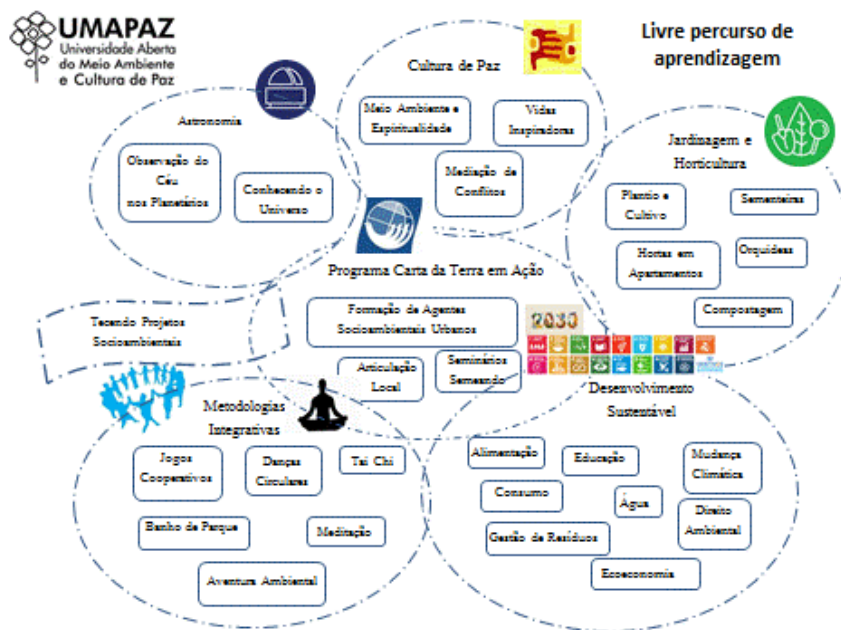 UMAPAZ
Universidade Aberta
do Meio Ambiente
e Cultura de Paz
Livre percurso de
aprendizagem
Cultura de Paz
Meio Ambiente e
Espiritualidade
Vidas
Inspiradoras
Mediação de
Conflitos
Astronomia
Observação do
Céu
nos Planetários
Conhecendo o
Universo
Jardinagem e
Horticultura
Plantio e
Cultivo
Sementeiras
Hortas em
Apartamentos
Orquídeas
Compostagem
Programa Carta da Terra em Ação
Formação de Agentes
Socioambientais Urbanos
Articulação
Local
Seminários
Semeando
Tecendo Projetos
Socioambientais
2030
Metodologias
Integrativas
Jogos
Cooperativos
Danças
Circulares
Tai Chi
Banho de Parque
Meditação
Aventura Ambiental
Desenvolvimento
Sustentável
Alimentação
Educação
Mudança
Climática
Consumo
Água
Direito
Ambiental
Gestão de Resíduos
Ecoeconomia